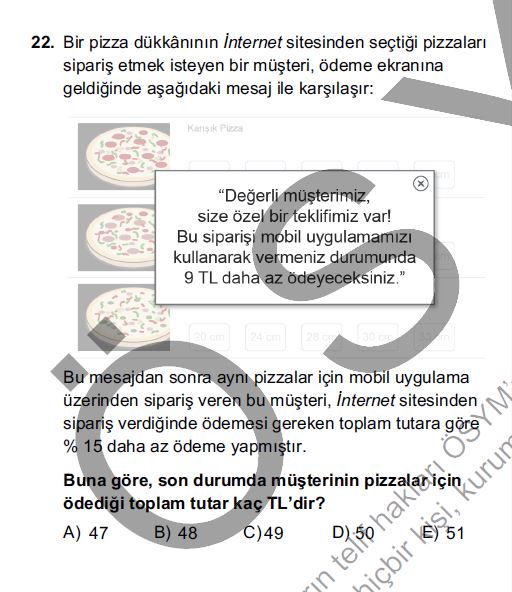 22. Bir pizza dükkânının İnternet sitesinden seçtiği pizzaları
sipariş etmek isteyen bir müşteri, ödeme ekranına
geldiğinde aşağıdaki mesaj ile karşılaşır:
Karışık Pizza
cm
“Değerli müşterimiz,
size özel bir teklifimiz var!
Bu siparişi mobil uygulamamızı
kullanarak vermeniz durumunda
9 TL daha az ödeyeceksiniz.”
20 cm 24 cm 28 cm 30 cm 33 cm
Bu mesajdan sonra aynı pizzalar için mobil uygulama
üzerinden sipariş veren bu müşteri, İnternet sitesinden
sipariş verdiğinde ödemesi gereken toplam tutara göre
% 15 daha az ödeme yapmıştır.
Buna göre, son durumda müşterinin pizzalar için
ödediği toplam tutar kaç TL’dir?
A) 47 B) 48 C) 49 D) 50 E) 51
telif hakları ÖSYM’
hiçbir kişi, kurum